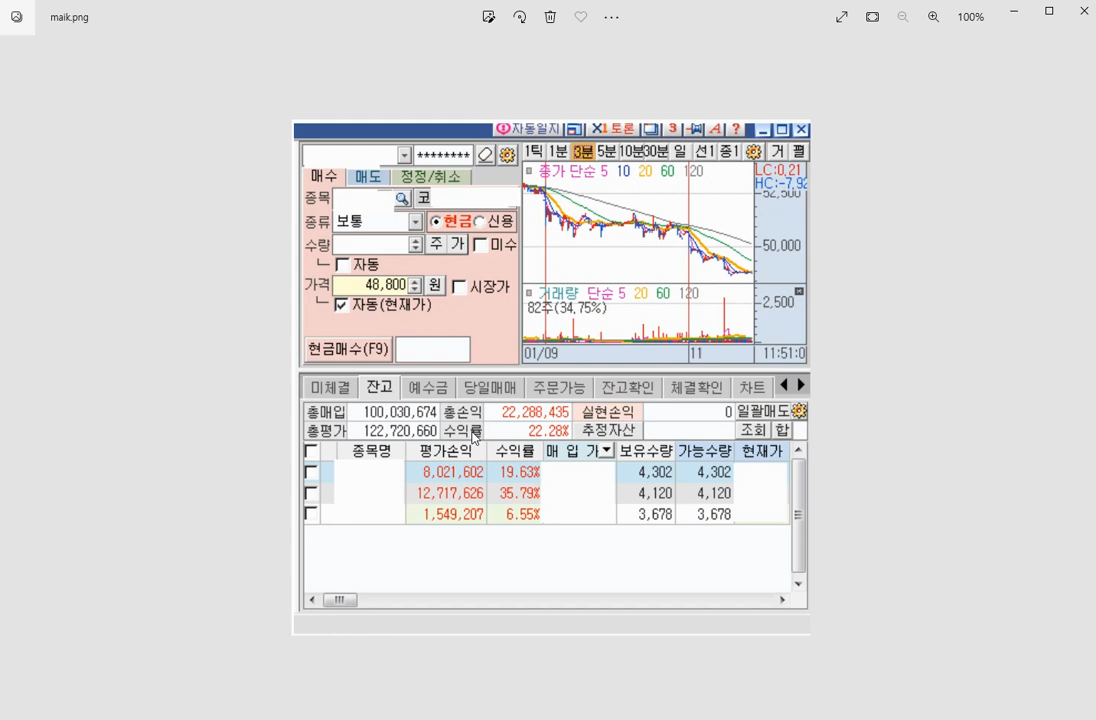 maik.png
100%
자동일지 X1 토론 3 A ?
******** 1틱 1분 3분 5분 10분 30분 일 선1 종1 거 펼
매수 매도 정정/취소
종가 단순 5 10 20 60 120
LC:0,21
HC:-7,92
종목 코
52,500
종류 보통 현금 신용
수량 주 가 미수
50,000
자동
가격 48,800 원 시장가
거래량 단순 5 20 60 120
자동(현재가)
82주(34.75%)
2,500
현금매수(F9)
01/09 11 11:51:0
미체결 잔고 예수금 당일매매 주문가능 잔고확인 체결확인 차트
총매입 100,030,674 총손익 22,288,435 실현손익 0 일괄매도
총평가 122,720,660 수익률 22.28% 추정자산 조회 합
종목명 평가손익 수익률 매 입 가 보유수량 가능수량 현재가
8,021,602 19.63% 4,302 4,302
12,717,626 35.79% 4,120 4,120
1,549,207 6.55% 3,678 3,678